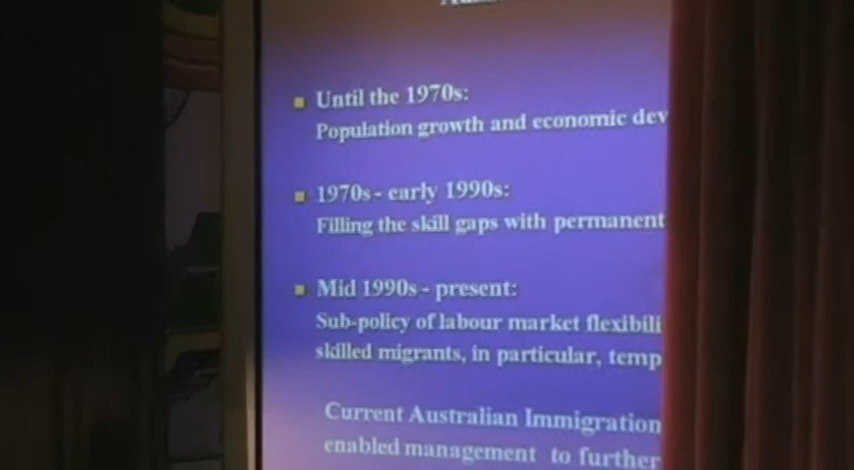 Until the 1970s:
Population growth and economic dev
1970s - early 1990s:
Filling the skill gaps with permanent
Mid 1990s - present:
Sub-policy of labour market flexibili
skilled migrants, in particular, temp
Current Australian Immigration
enabled management to further